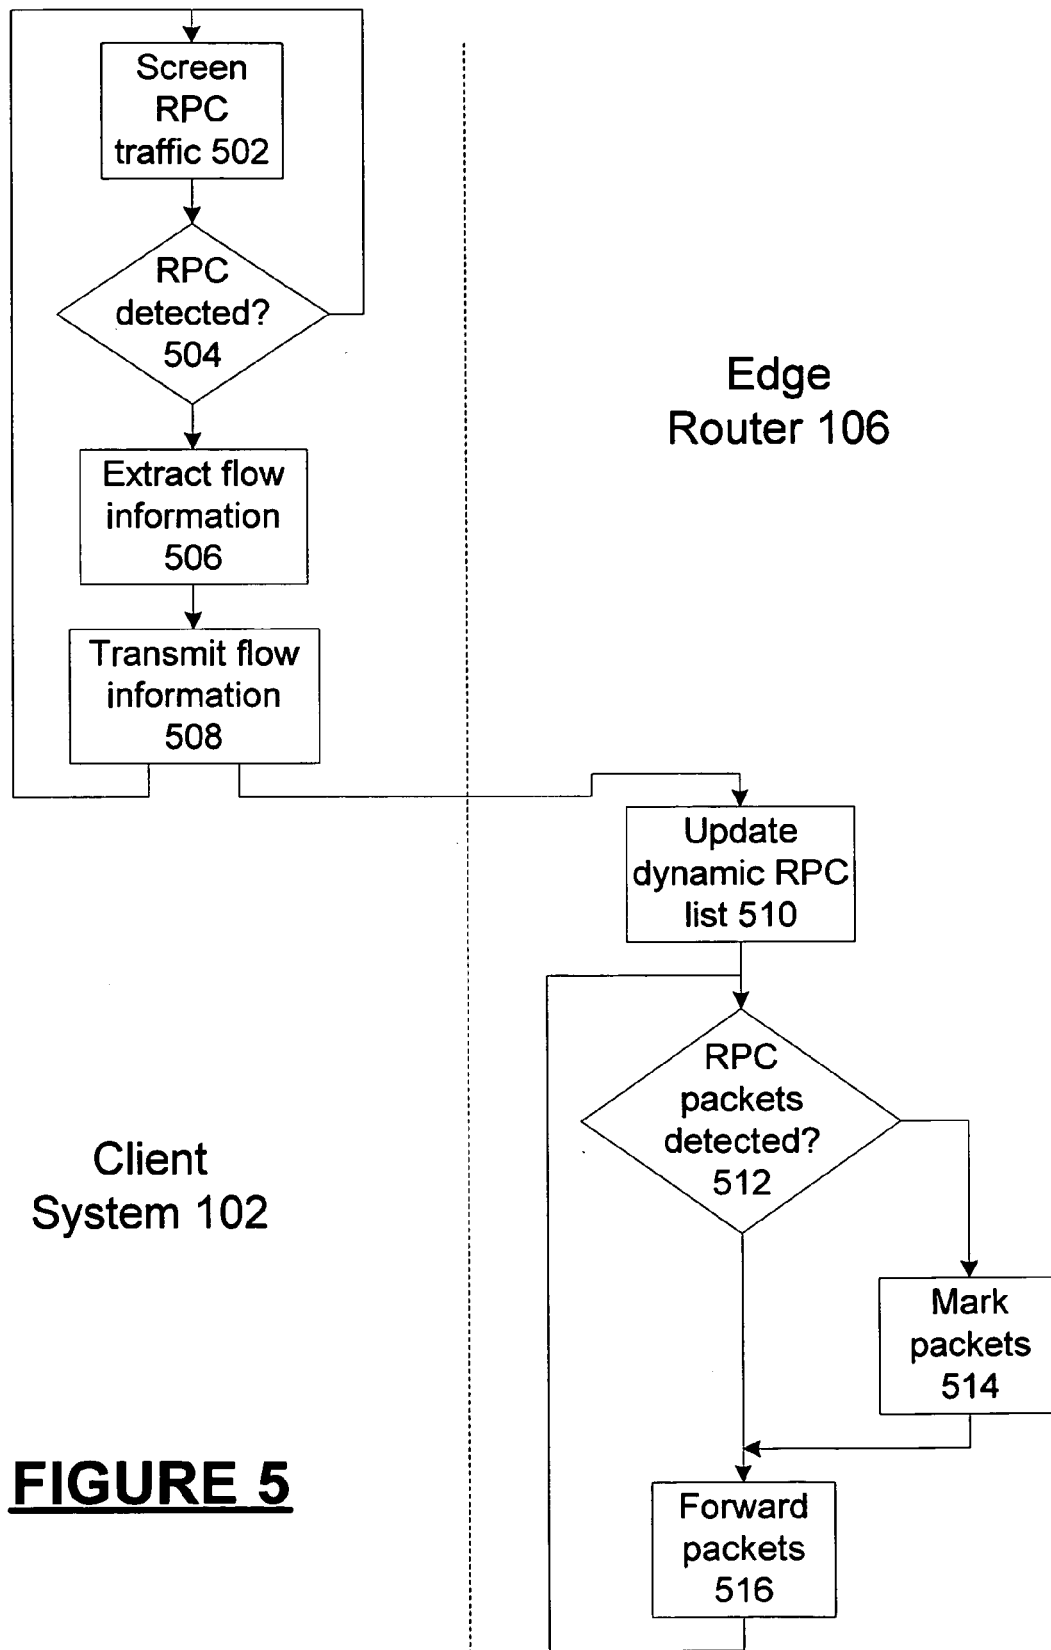 Screen
RPC
traffic 502
RPC
detected?
504
Extract flow
information
506
Transmit flow
information
508
Edge
Router 106
Update
dynamic RPC
list 510
RPC
packets
detected?
512
Client
System 102
Mark
packets
514
Forward
packets
516
FIGURE 5